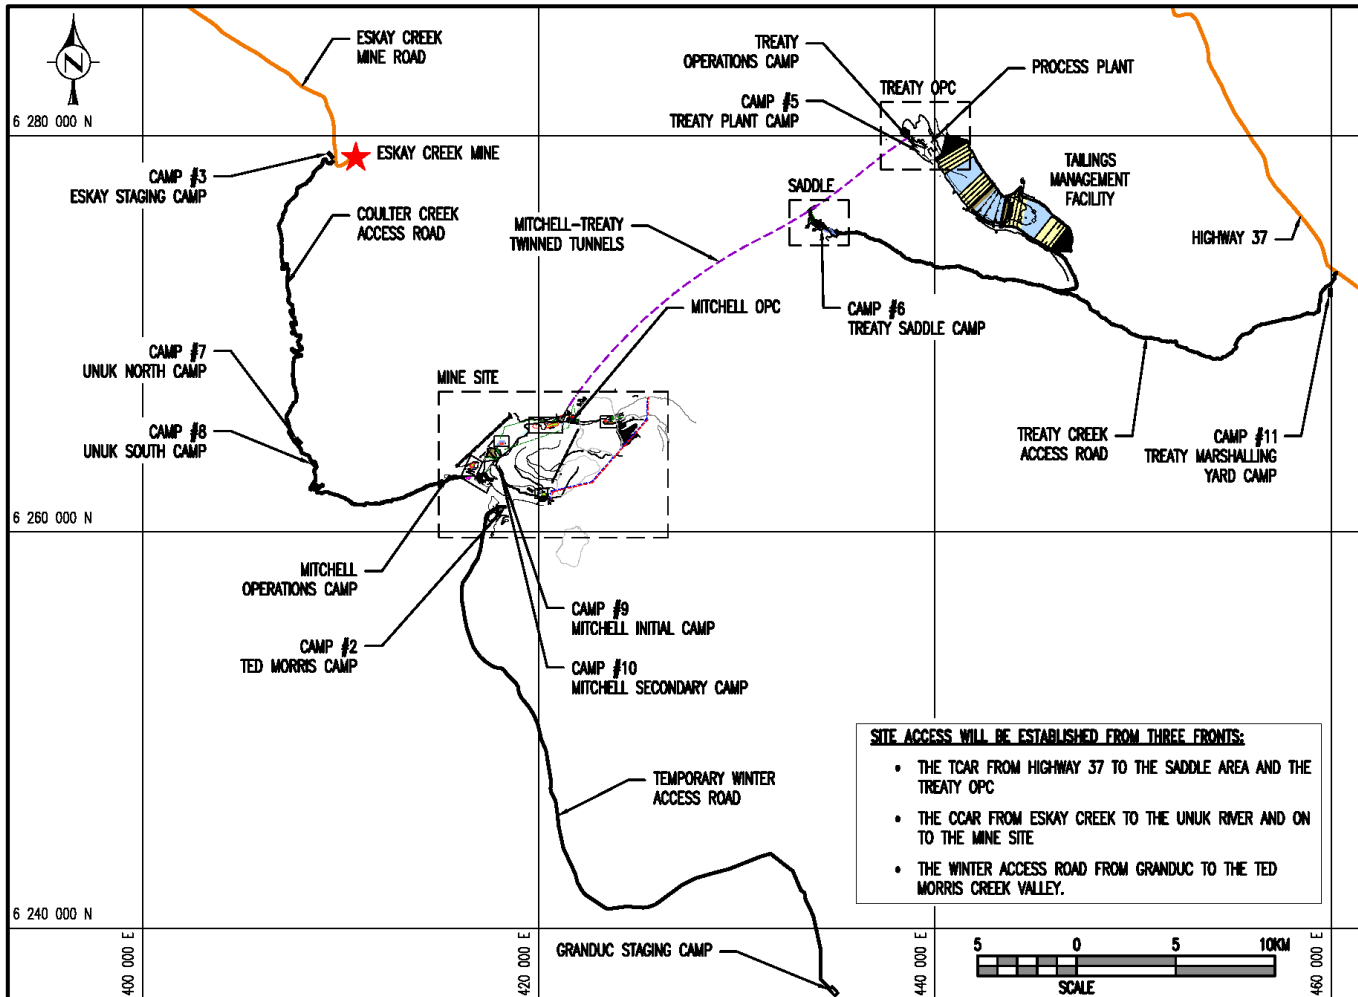 ESKAY CREEK
MINE ROAD
TREATY
OPERATIONS CAMP
PROCESS PLANT
TREATY OPC
CAMP #5
TREATY PLANT CAMP
N
6 280 000 N
ESKAY CREEK MINE
CAMP #3
ESKAY STAGING CAMP
TAILINGS
MANAGEMENT
FACILITY
SADDLE
COULTER CREEK
ACCESS ROAD
MITCHELL-TREATY
TWINNED TUNNELS
HIGHWAY 37
MITCHELL OPC
CAMP #6
TREATY SADDLE CAMP
CAMP #7
UNUK NORTH CAMP
MINE SITE
CAMP #8
UNUK SOUTH CAMP
TREATY CREEK
ACCESS ROAD
CAMP #11
TREATY MARSHALLING
YARD CAMP
6 260 000 N
MITCHELL
OPERATIONS CAMP
CAMP #9
MITCHELL INITIAL CAMP
CAMP #2
TED MORRIS CAMP
CAMP #10
MITCHELL SECONDARY CAMP
TEMPORARY WINTER
ACCESS ROAD
SITE ACCESS WILL BE ESTABLISHED FROM THREE FRONTS:
• THE TCAR FROM HIGHWAY 37 TO THE SADDLE AREA AND THE
TREATY OPC
• THE CCAR FROM ESKAY CREEK TO THE UNUK RIVER AND ON
TO THE MINE SITE
• THE WINTER ACCESS ROAD FROM GRANDUC TO THE TED
MORRIS CREEK VALLEY.
6 240 000 N
GRANDUC STAGING CAMP
400 000 E
420 000 E
440 000 E
460 000 E
5 0 5 10KM
SCALE